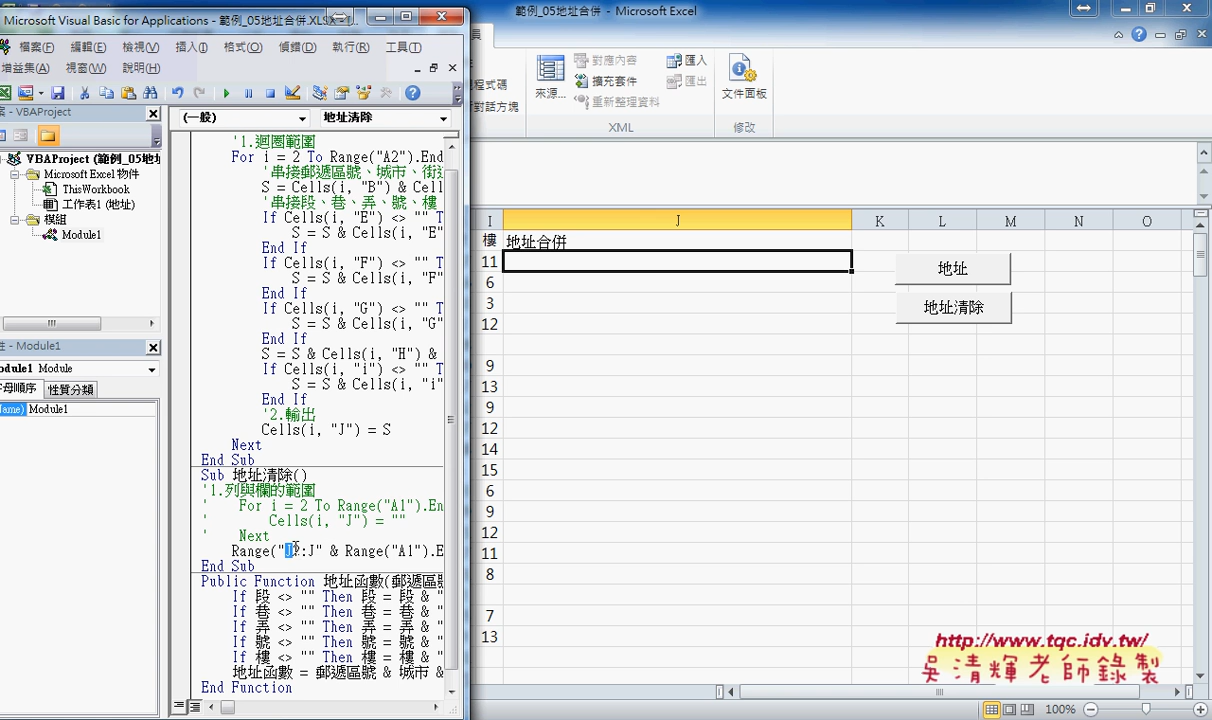 Microsoft Visual Basic for Applications - 範例_05地址合併.XLS
檔案(F) 編輯(E) 檢視(V) 插入(I) 格式(O) 偵錯(D) 執行(R) 工具(T)
增益集(A) 視窗(W) 說明(H)
案 - VBAProject
VBAProject (範例_05地址
Microsoft Excel 物件
ThisWorkbook
工作表1 (地址)
模組
Module1
性 - Module1
odule1 Module
字母順序 性質分類
ame) Module1
(一般) 地址清除
'1.迴圈範圍
For i = 2 To Range("A2").End
'串接郵遞區號、城市、街道
S = Cells(i, "B") & Cell
'串接段、巷、弄、號、樓
If Cells(i, "E") <> "" T
S = S & Cells(i, "E"
End If
If Cells(i, "F") <> "" T
S = S & Cells(i, "F"
End If
If Cells(i, "G") <> "" T
S = S & Cells(i, "G"
End If
S = S & Cells(i, "H") &
If Cells(i, "i") <> "" T
S = S & Cells(i, "i"
End If
'2.輸出
Cells(i, "J") = S
Next
End Sub
Sub 地址清除()
'1.列與欄的範圍
' For i = 2 To Range("A1").En
' Cells(i, "J") = ""
' Next
Range("J2:J" & Range("A1").E
End Sub
Public Function 地址函數(郵遞區號
If 段 <> "" Then 段 = 段 & "
If 巷 <> "" Then 巷 = 巷 & "
If 弄 <> "" Then 弄 = 弄 & "
If 號 <> "" Then 號 = 號 & "
If 樓 <> "" Then 樓 = 樓 & "
地址函數 = 郵遞區號 & 城市 &
End Function
範例_05地址合併 - Microsoft Excel
員
程式碼
對話方塊
來源...
對應內容
擴充套件
重新整理資料
匯入
匯出
XML
文件面板
修改
I J K L M N O
樓 地址合併
11
6
3
12
9
13
9
12
14
15
6
9
12
11
8
7
13
地址
地址清除
http://www.tqc.idv.tw/
吳清輝老師錄製
100%